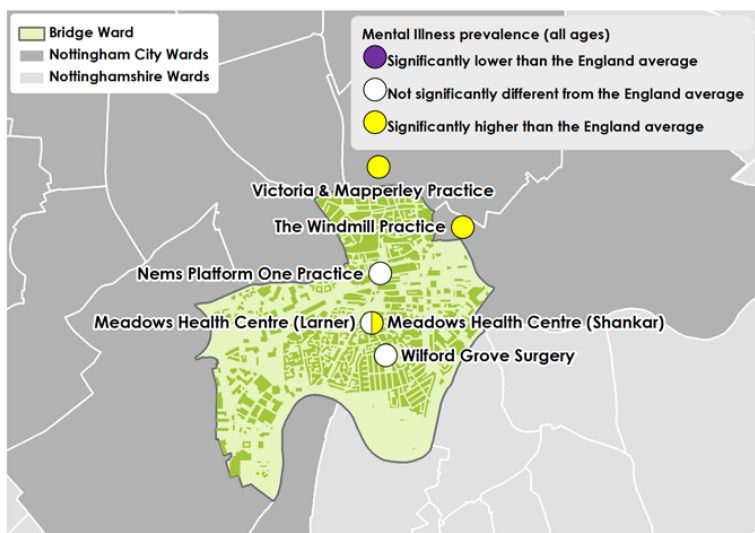 Bridge Ward
Nottingham City Wards
Nottinghamshire Wards
Mental Illness prevalence (all ages)
Significantly lower than the England average
Not significantly different from the England average
Significantly higher than the England average
Victoria & Mapperley Practice
The Windmill Practice
Nems Platform One Practice
Meadows Health Centre (Larner)
Meadows Health Centre (Shankar)
Wilford Grove Surgery